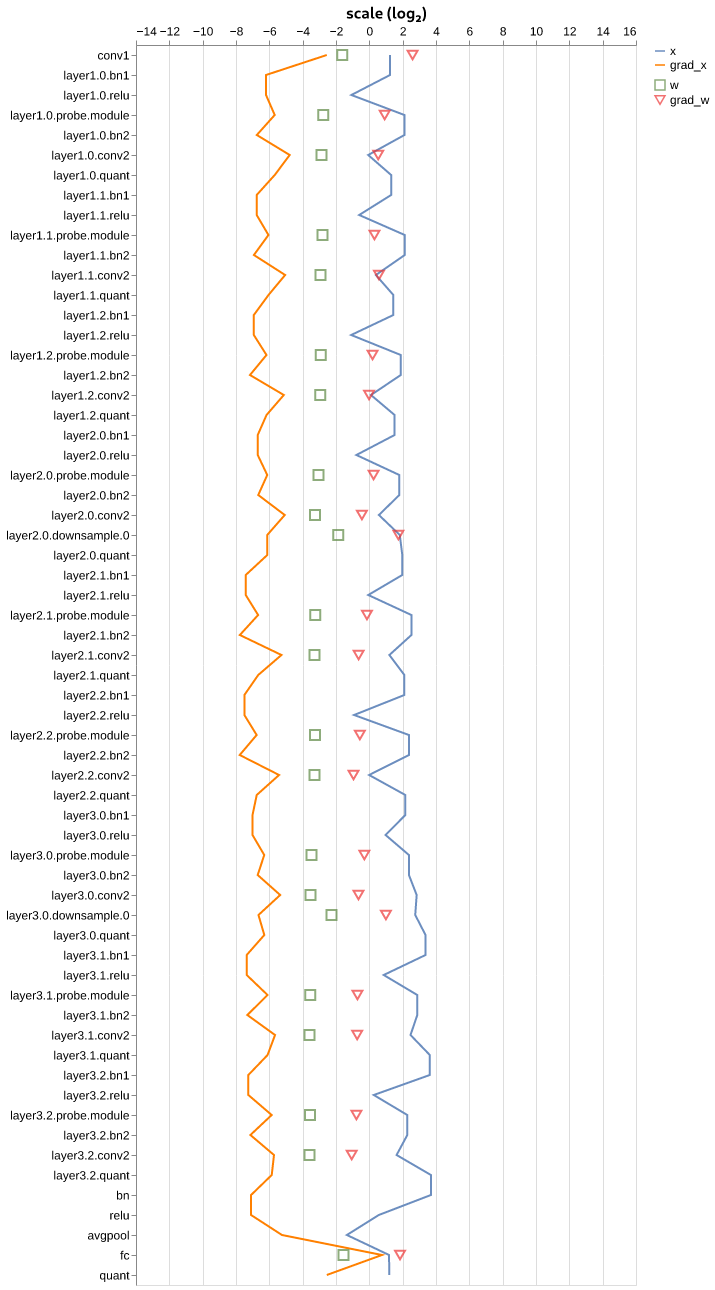 scale (log₂)
−14 −12 −10 −8 −6 −4 −2 0 2 4 6 8 10 12 14 16
x
grad_x
w
grad_w
conv1
layer1.0.bn1
layer1.0.relu
layer1.0.probe.module
layer1.0.bn2
layer1.0.conv2
layer1.0.quant
layer1.1.bn1
layer1.1.relu
layer1.1.probe.module
layer1.1.bn2
layer1.1.conv2
layer1.1.quant
layer1.2.bn1
layer1.2.relu
layer1.2.probe.module
layer1.2.bn2
layer1.2.conv2
layer1.2.quant
layer2.0.bn1
layer2.0.relu
layer2.0.probe.module
layer2.0.bn2
layer2.0.conv2
layer2.0.downsample.0
layer2.0.quant
layer2.1.bn1
layer2.1.relu
layer2.1.probe.module
layer2.1.bn2
layer2.1.conv2
layer2.1.quant
layer2.2.bn1
layer2.2.relu
layer2.2.probe.module
layer2.2.bn2
layer2.2.conv2
layer2.2.quant
layer3.0.bn1
layer3.0.relu
layer3.0.probe.module
layer3.0.bn2
layer3.0.conv2
layer3.0.downsample.0
layer3.0.quant
layer3.1.bn1
layer3.1.relu
layer3.1.probe.module
layer3.1.bn2
layer3.1.conv2
layer3.1.quant
layer3.2.bn1
layer3.2.relu
layer3.2.probe.module
layer3.2.bn2
layer3.2.conv2
layer3.2.quant
bn
relu
avgpool
fc
quant